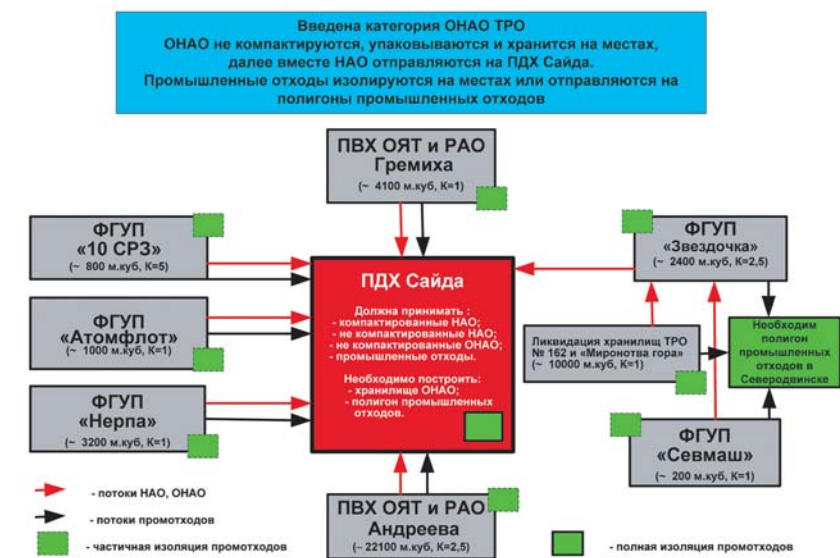 Введена категория ОНАО ТРО
ОНАО не компактируются, упаковываются и хранится на местах,
далее вместе НАО отправляются на ПДХ Сайда.
Промышленные отходы изолируются на местах или отправляются на
полигоны промышленных отходов
ПВХ ОЯТ и РАО
Гремиха
(~ 4100 м.куб, К=1)
ФГУП
«10 СРЗ»
(~ 800 м.куб, К=5)
ФГУП
«Атомфлот»
(~ 1000 м.куб, К=1)
ФГУП
«Нерпа»
(~ 3200 м.куб, К=1)
ПДХ Сайда
Должна принимать :
- компактированные НАО;
- не компактированные НАО;
- не компактированные ОНАО;
- промышленные отходы.
Необходимо построить:
- хранилище ОНАО;
- полигон промышленных
отходов.
ФГУП
«Звездочка»
(~ 2400 м.куб, К=2,5)
Ликвидация хранилищ ТРО
№ 162 и «Миронотва гора»
(~ 10000 м.куб, К=1)
Необходим
полигон
промышленных
отходов в
Северодвинске
ФГУП
«Севмаш»
(~ 200 м.куб, К=1)
ПВХ ОЯТ и РАО
Андреева
(~ 22100 м.куб, К=2,5)
- потоки НАО, ОНАО
- потоки промотходов
- частичная изоляция промотходов
- полная изоляция промотходов